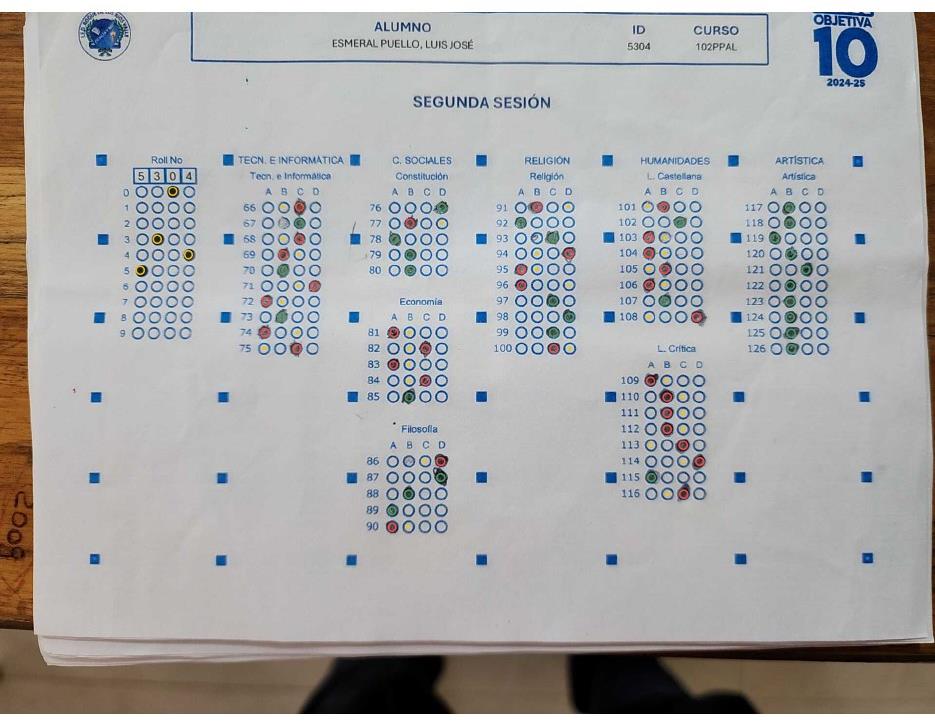 ALUMNO
ESMERAL PUELLO, LUIS JOSÉ
ID
5304
CURSO
102PPAL
OBJETIVA
10
2024-25
SEGUNDA SESIÓN
Roll No
5 3 0 4
0
1
2
3
4
5
6
7
8
9
TECN. E INFORMÁTICA
Tecn. e Informática
A B C D
66
67
68
69
70
71
72
73
74
75
C. SOCIALES
Constitución
A B C D
76
77
78
79
80
Economía
A B C D
81
82
83
84
85
Filosofía
A B C D
86
87
88
89
90
RELIGIÓN
Religión
A B C D
91
92
93
94
95
96
97
98
99
100
HUMANIDADES
L. Castellana
A B C D
101
102
103
104
105
106
107
108
L. Crítica
A B C D
109
110
111
112
113
114
115
116
ARTÍSTICA
Artística
A B C D
117
118
119
120
121
122
123
124
125
126